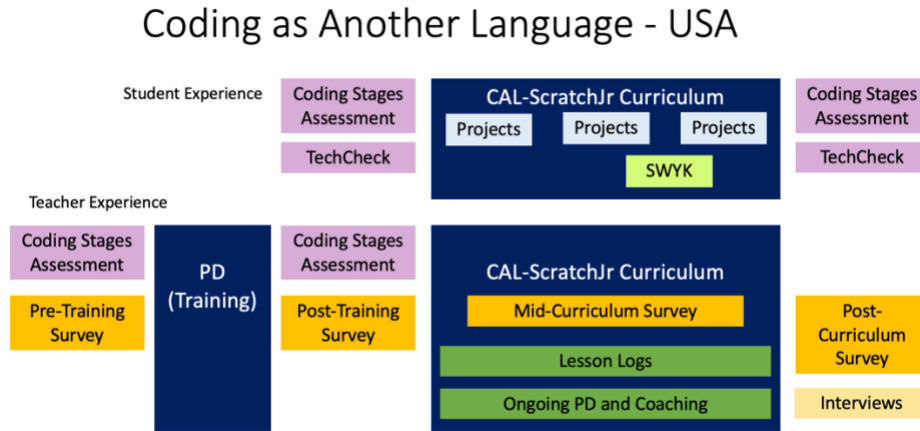 Coding as Another Language - USA
Student Experience
Coding Stages
Assessment
TechCheck
CAL-ScratchJr Curriculum
Projects
Projects
Projects
SWYK
Coding Stages
Assessment
TechCheck
Teacher Experience
Coding Stages
Assessment
Pre-Training
Survey
PD
(Training)
Coding Stages
Assessment
Post-Training
Survey
CAL-ScratchJr Curriculum
Mid-Curriculum Survey
Lesson Logs
Ongoing PD and Coaching
Post-
Curriculum
Survey
Interviews